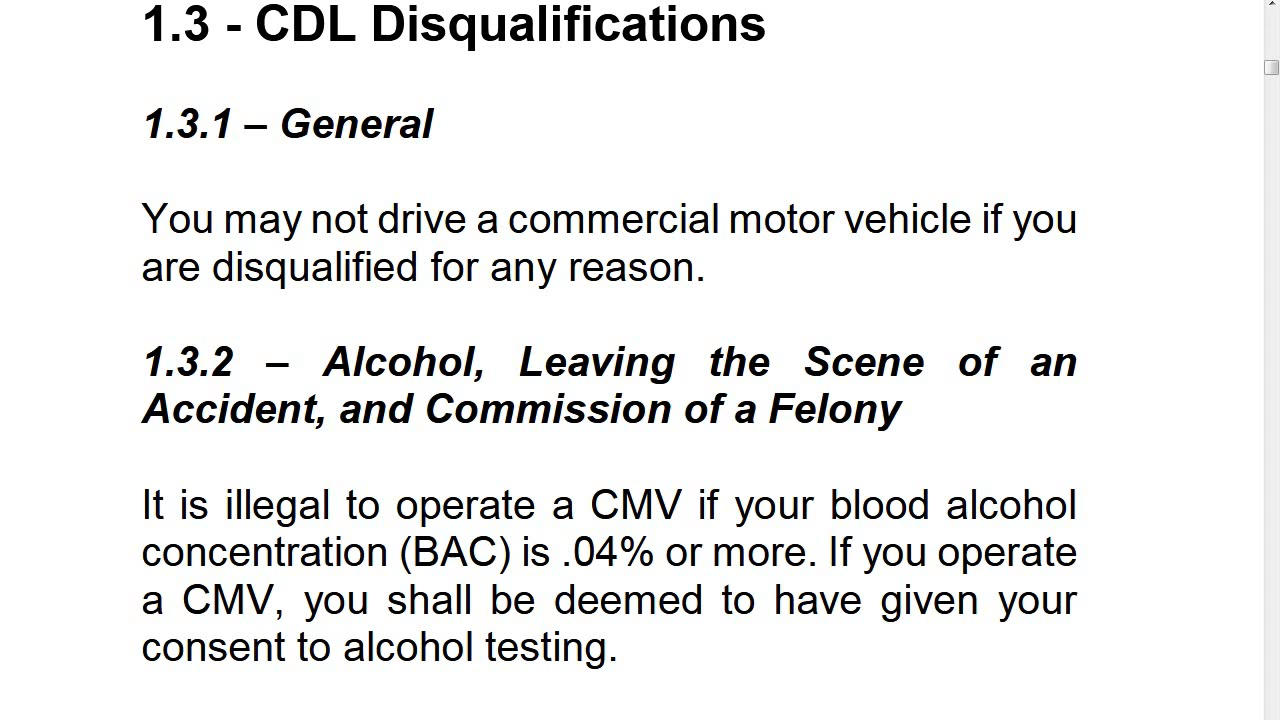 1.3 - CDL Disqualifications
1.3.1 – General
You may not drive a commercial motor vehicle if you
are disqualified for any reason.
1.3.2 – Alcohol, Leaving the Scene of an
Accident, and Commission of a Felony
It is illegal to operate a CMV if your blood alcohol
concentration (BAC) is .04% or more. If you operate
a CMV, you shall be deemed to have given your
consent to alcohol testing.